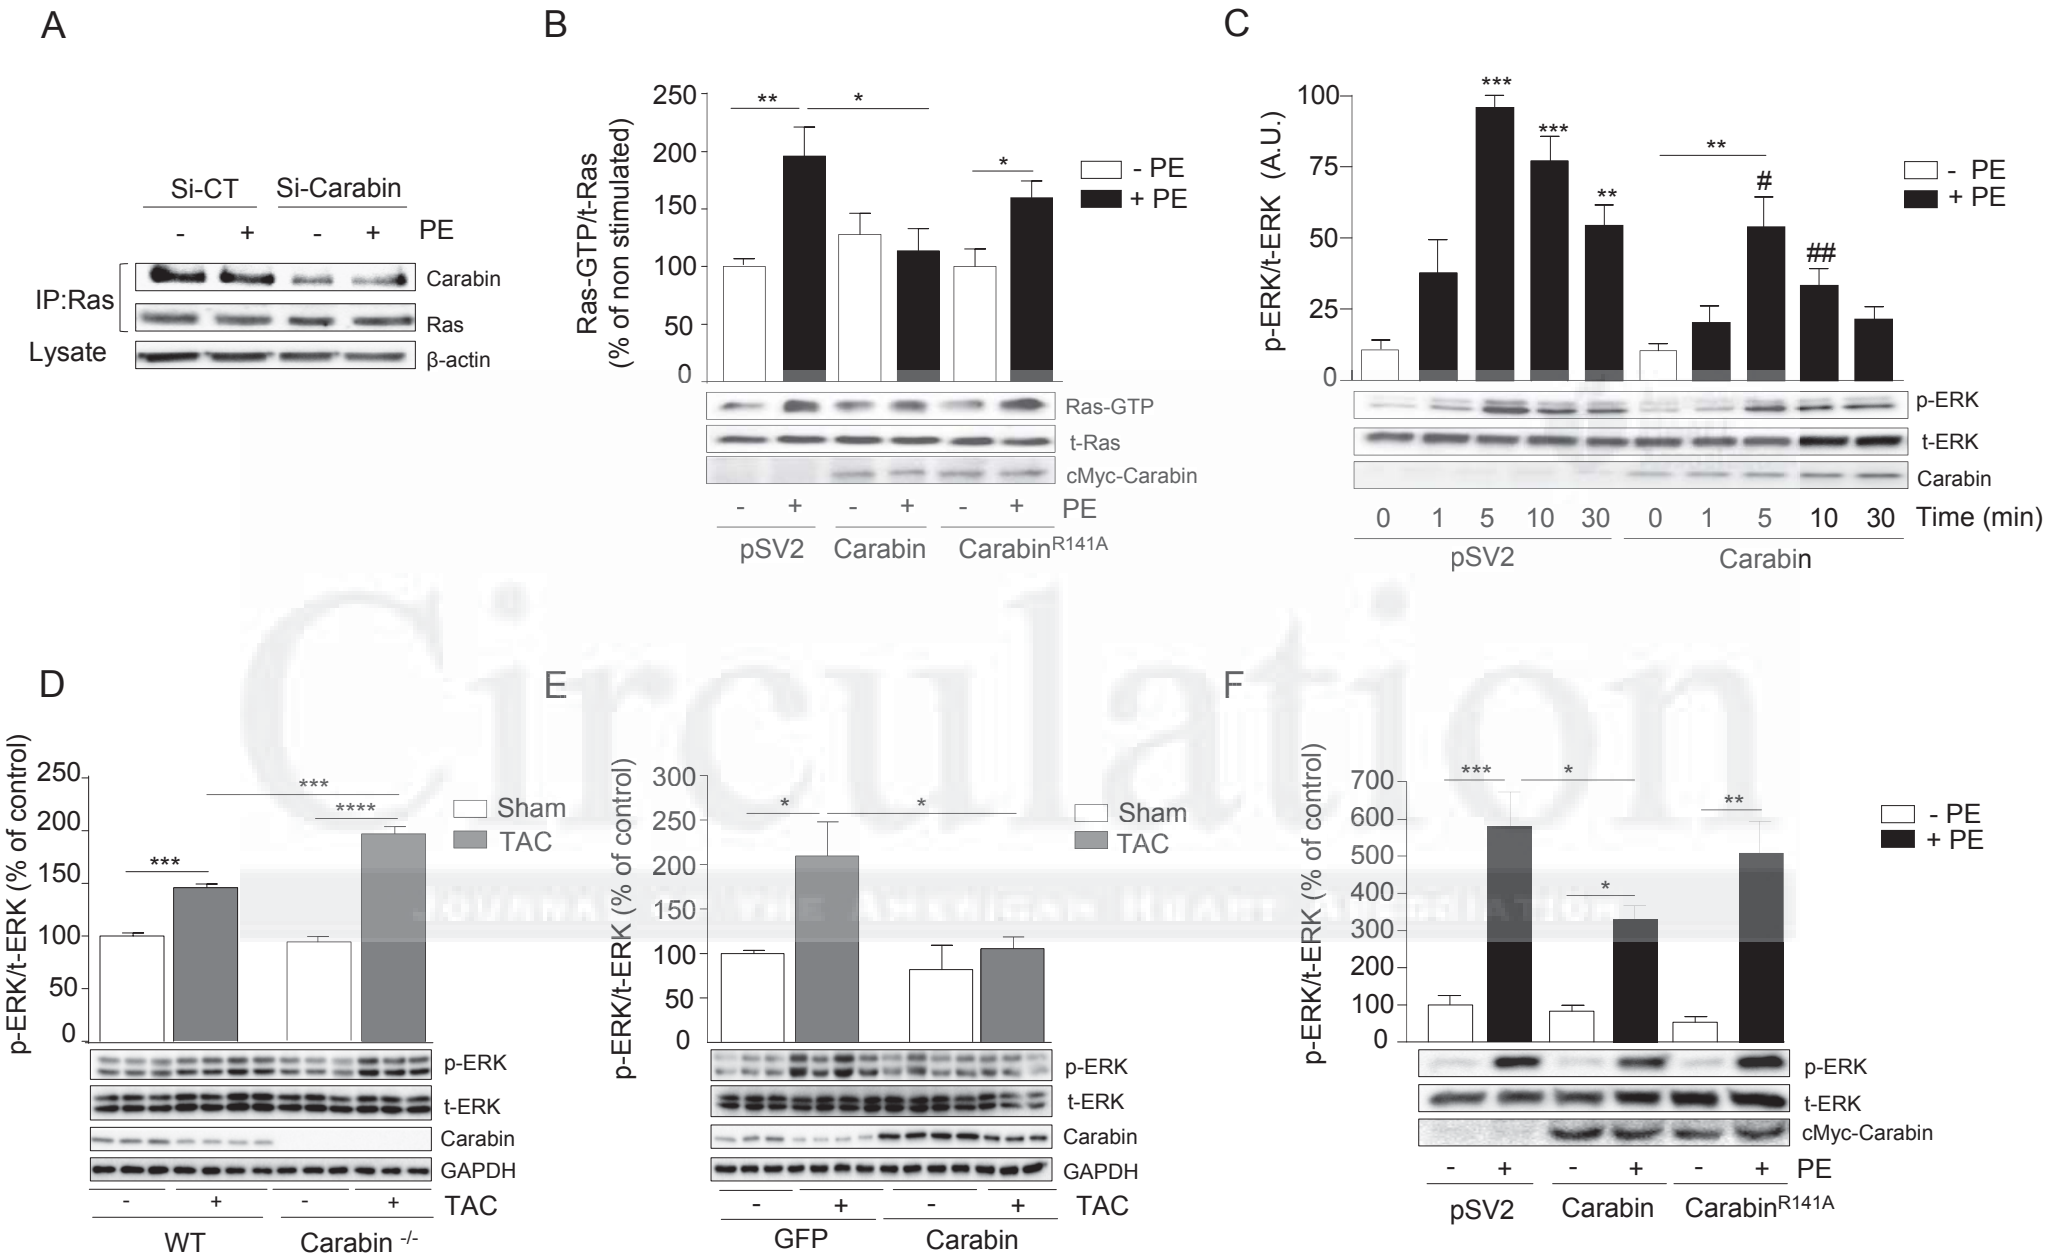 A
Si-CT Si-Carabin
- + - + PE
IP:Ras
Carabin
Ras
Lysate
β-actin
B
Ras-GTP/t-Ras
(% of non stimulated)
250
200
150
100
50
0
** *
*
- PE
+ PE
Ras-GTP
t-Ras
cMyc-Carabin
- + - + - + PE
pSV2 Carabin Carabin^R141A
C
p-ERK/t-ERK (A.U.)
100
75
50
25
0
***
***
**
**
#
##
- PE
+ PE
p-ERK
t-ERK
Carabin
0 1 5 10 30 0 1 5 10 30 Time (min)
pSV2 Carabin
Circulation
JOURNAL OF THE AMERICAN HEART ASSOCIATION
D
p-ERK/t-ERK (% of control)
250
200
150
100
50
0
***
****
***
Sham
TAC
p-ERK
t-ERK
Carabin
GAPDH
- + - + TAC
WT Carabin -/-
E
p-ERK/t-ERK (% of control)
300
250
200
150
100
50
0
* *
Sham
TAC
p-ERK
t-ERK
Carabin
GAPDH
- + - + TAC
GFP Carabin
F
p-ERK/t-ERK (% of control)
700
600
500
400
300
200
100
0
*** *
**
*
- PE
+ PE
p-ERK
t-ERK
cMyc-Carabin
- + - + - + PE
pSV2 Carabin Carabin^R141A